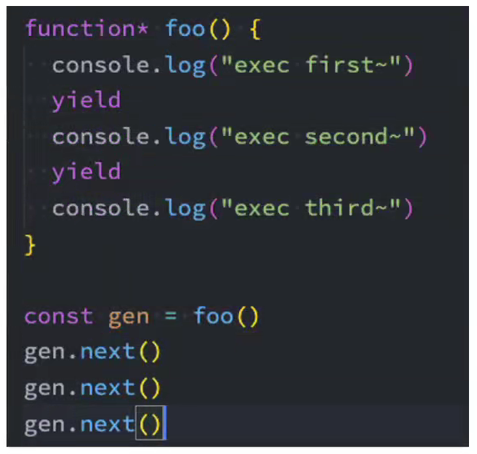 function* foo() {
  console.log("exec first~")
  yield
  console.log("exec second~")
  yield
  console.log("exec third~")
}
const gen = foo()
gen.next()
gen.next()
gen.next()